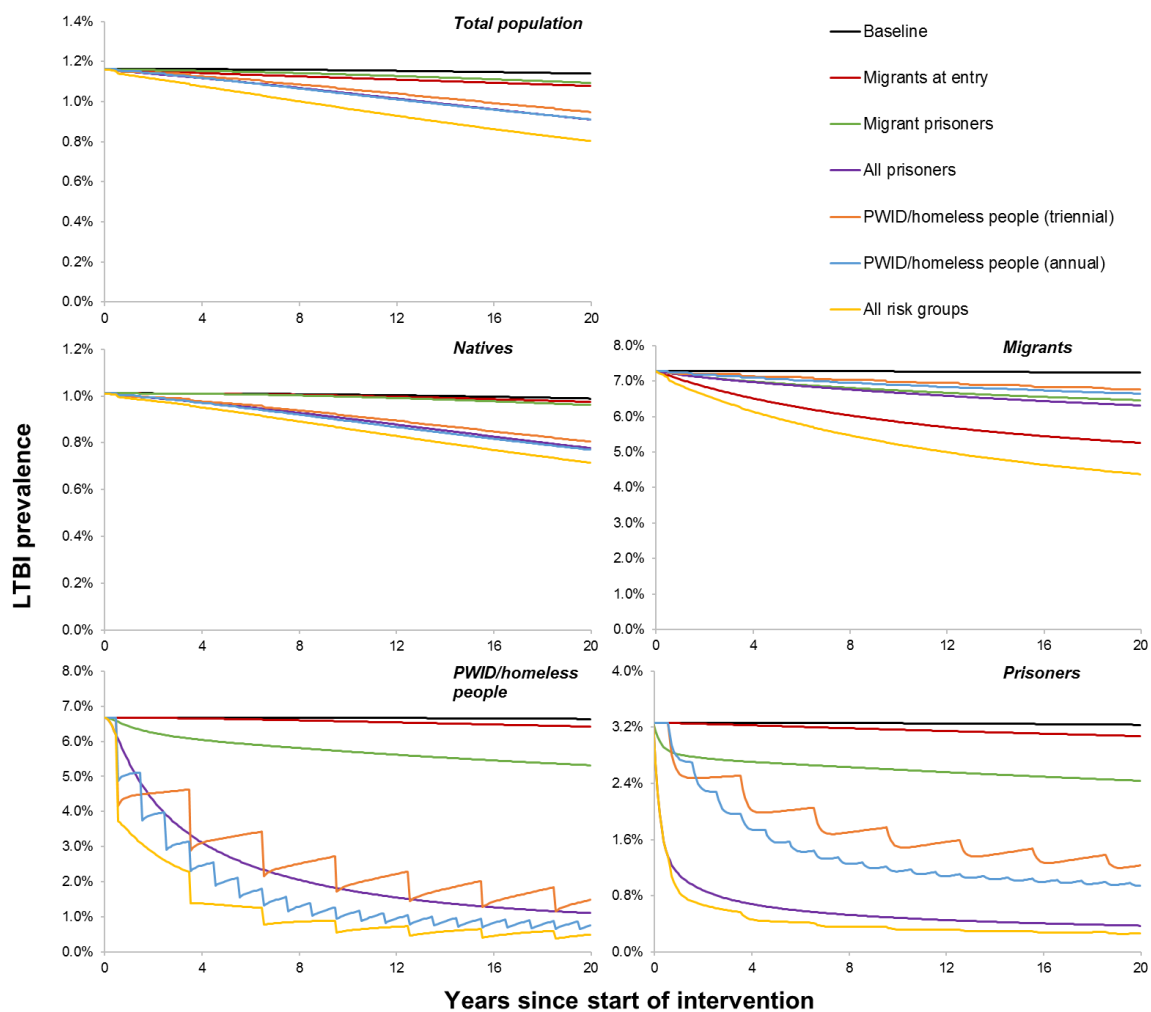 Total population
1.4%
1.2%
1.0%
0.8%
0.6%
0.4%
0.2%
0.0%
0 4 8 12 16 20
Baseline
Migrants at entry
Migrant prisoners
All prisoners
PWID/homeless people (triennial)
PWID/homeless people (annual)
All risk groups
LTBI prevalence
Natives
1.2%
1.0%
0.8%
0.6%
0.4%
0.2%
0.0%
0 4 8 12 16 20
Migrants
8.0%
7.0%
6.0%
5.0%
4.0%
3.0%
2.0%
1.0%
0.0%
0 4 8 12 16 20
PWID/homeless
people
8.0%
7.0%
6.0%
5.0%
4.0%
3.0%
2.0%
1.0%
0.0%
0 4 8 12 16 20
Prisoners
4.0%
3.2%
2.4%
1.6%
0.8%
0.0%
0 4 8 12 16 20
Years since start of intervention